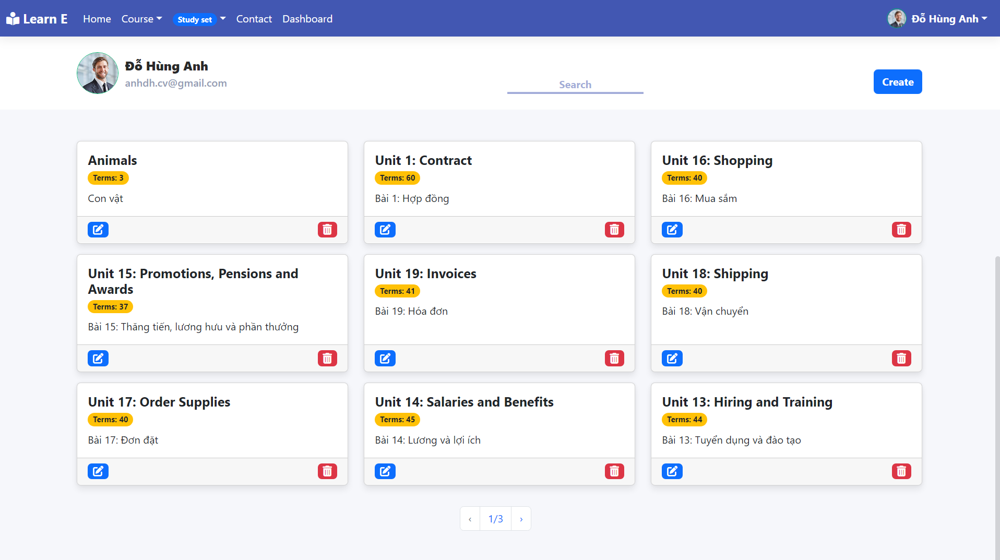 Learn E
Home
Course
Study set
Contact
Dashboard
Đỗ Hùng Anh
Đỗ Hùng Anh
anhdh.cv@gmail.com
Search
Create
Animals
Terms: 3
Con vật
Unit 1: Contract
Terms: 60
Bài 1: Hợp đồng
Unit 16: Shopping
Terms: 40
Bài 16: Mua sắm
Unit 15: Promotions, Pensions and
Awards
Terms: 37
Bài 15: Thăng tiến, lương hưu và phần thưởng
Unit 19: Invoices
Terms: 41
Bài 19: Hóa đơn
Unit 18: Shipping
Terms: 40
Bài 18: Vận chuyển
Unit 17: Order Supplies
Terms: 40
Bài 17: Đơn đặt
Unit 14: Salaries and Benefits
Terms: 45
Bài 14: Lương và lợi ích
Unit 13: Hiring and Training
Terms: 44
Bài 13: Tuyển dụng và đào tạo
‹ 1/3 ›